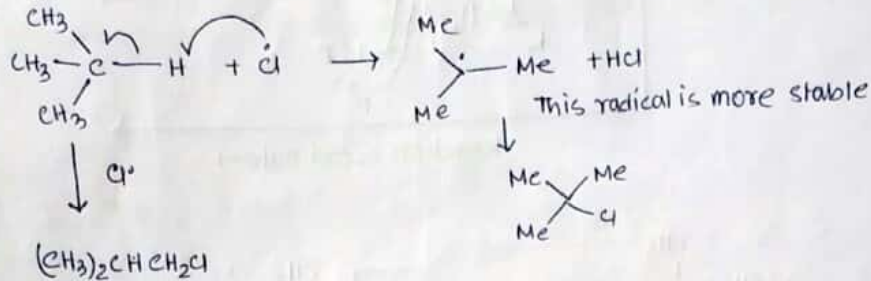 CH3
CH3 — C — H + Cl → Me Me Me + HCl
CH3
This radical is more stable
Cl•
Me Me
Me Cl
(CH3)2CHCH2Cl